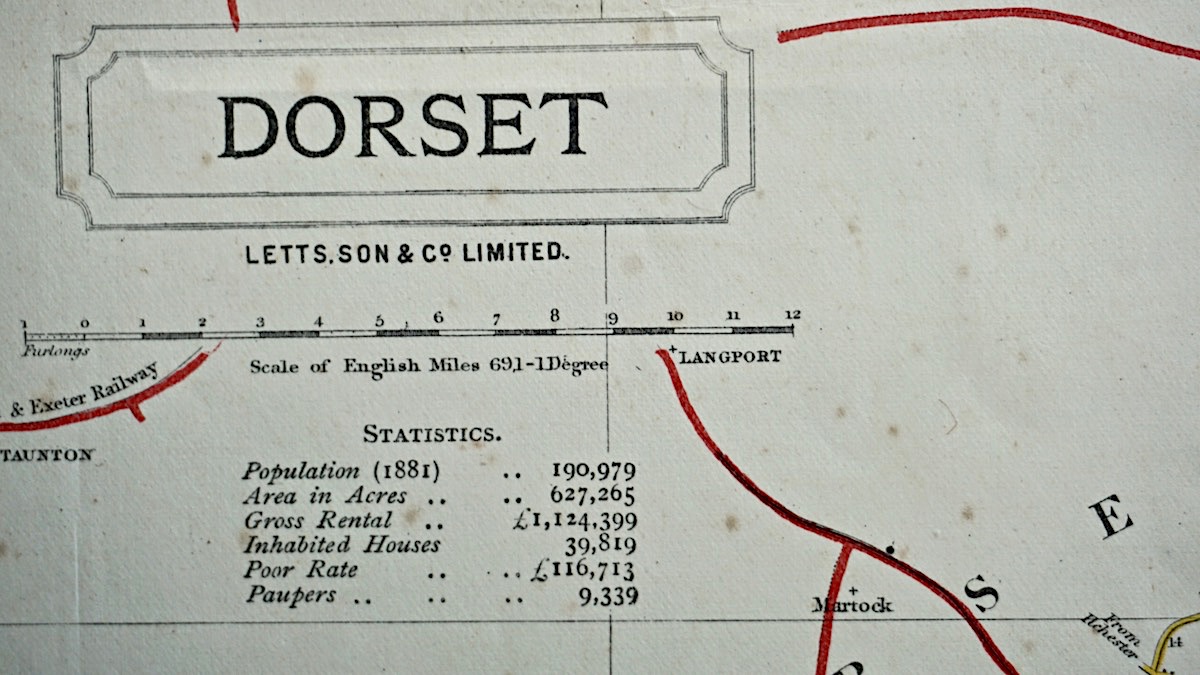 DORSET
LETTS, SON & Co LIMITED.
1 0 1 2 3 4 5 6 7 8 9 10 11 12
Furlongs
Scale of English Miles 69,1-1 Degree
LANGPORT
& Exeter Railway
TAUNTON
STATISTICS.
Population (1881) .. 190,979
Area in Acres .. .. 627,265
Gross Rental .. £1,124,399
Inhabited Houses 39,819
Poor Rate .. .. £116,713
Paupers .. .. .. 9,339
E
S
Martock
From
Ilchester
14